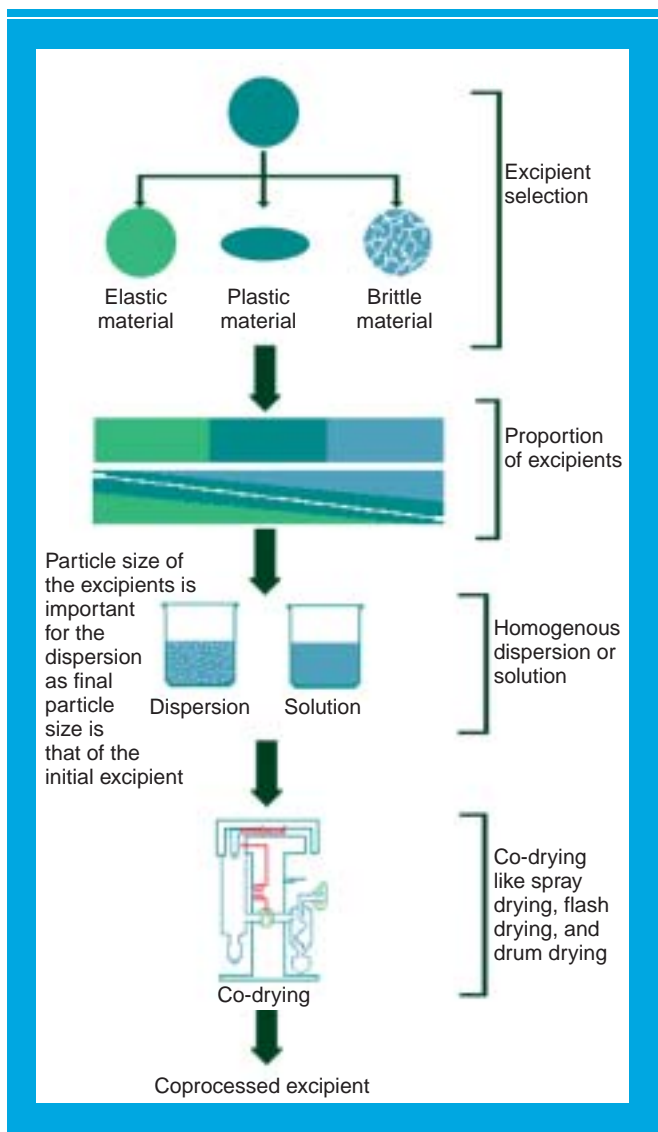 Excipient
selection
Elastic
material
Plastic
material
Brittle
material
Proportion
of excipients
Particle size of
the excipients is
important
for the
dispersion
as final
particle
size is
that of the
initial excipient
Dispersion
Solution
Homogenous
dispersion or
solution
Co-drying
like spray
drying, flash
drying, and
drum drying
Co-drying
Coprocessed excipient